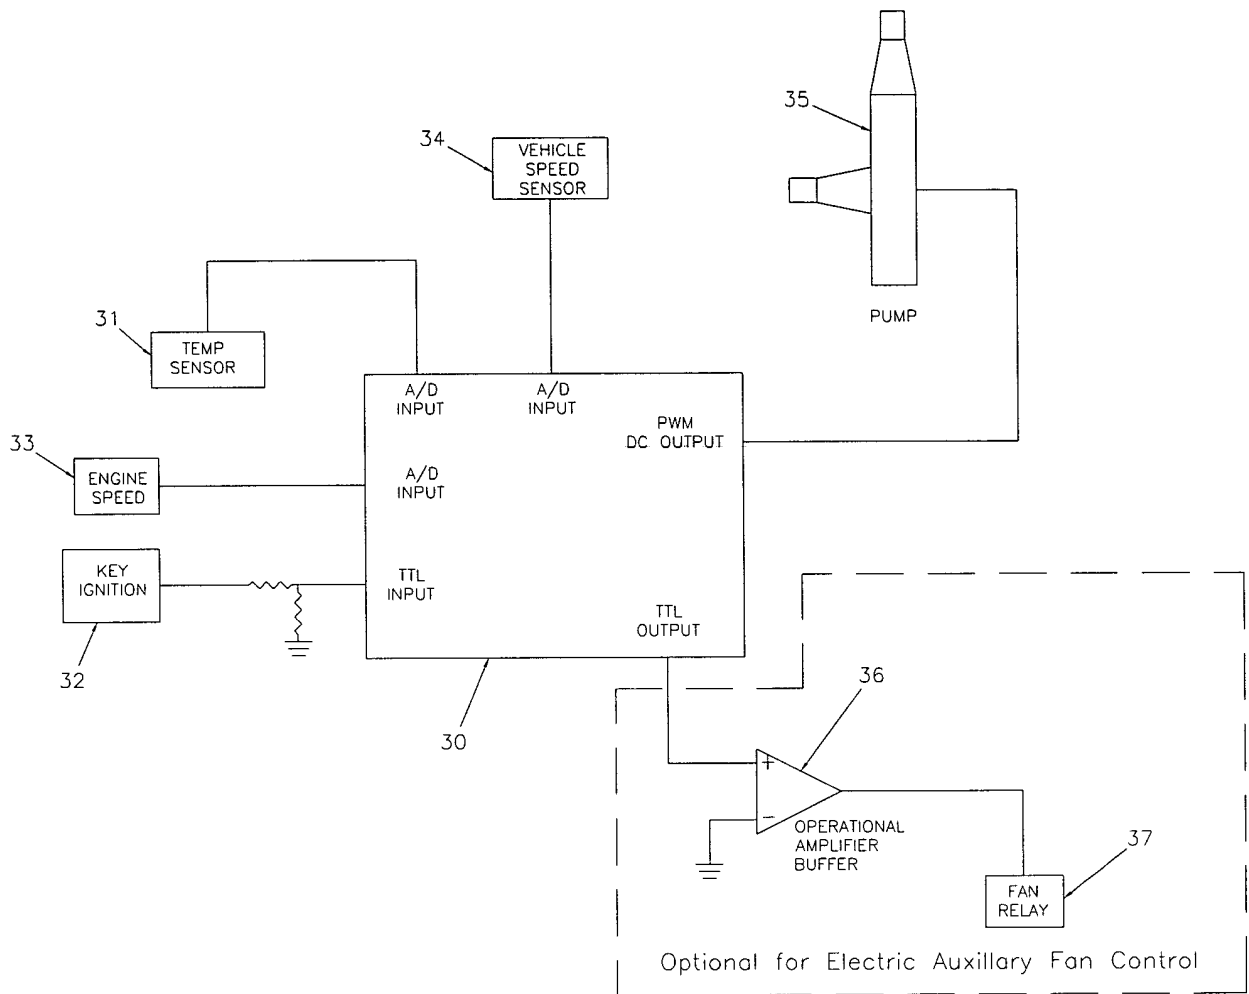 35
34
VEHICLE
SPEED
SENSOR
PUMP
31
TEMP
SENSOR
A/D
INPUT
A/D
INPUT
PWM
DC OUTPUT
33
ENGINE
SPEED
A/D
INPUT
KEY
IGNITION
TTL
INPUT
32
TTL
OUTPUT
30
36
+
−
OPERATIONAL
AMPLIFIER
BUFFER
37
FAN
RELAY
Optional for Electric Auxillary Fan Control